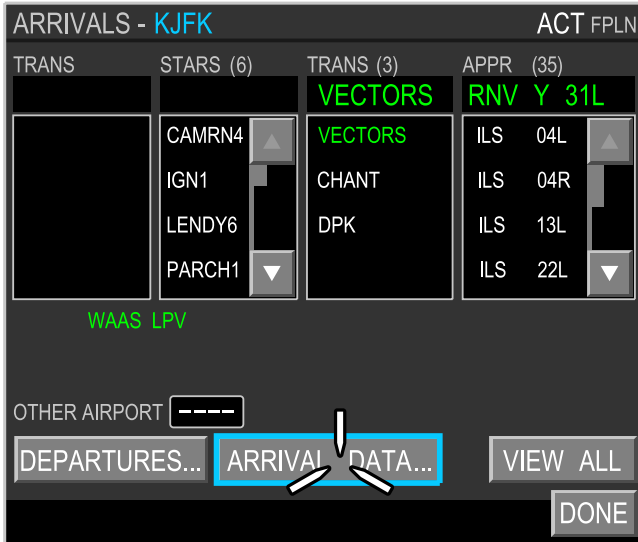 ARRIVALS - KJFK ACT FPLN
TRANS STARS (6) TRANS (3) APPR (35)
VECTORS RNV Y 31L
CAMRN4 VECTORS ILS 04L
IGN1 CHANT ILS 04R
LENDY6 DPK ILS 13L
PARCH1 ILS 22L
WAAS LPV
OTHER AIRPORT ----
DEPARTURES... ARRIVAL DATA... VIEW ALL
DONE